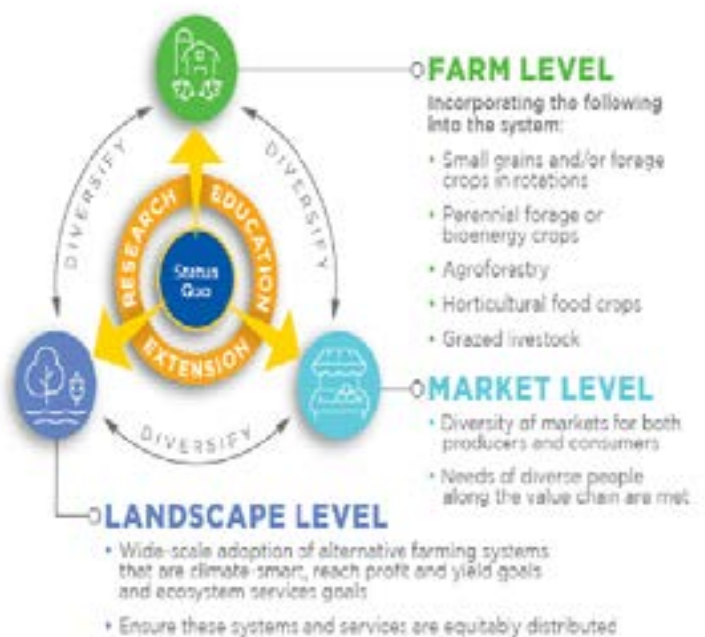 FARM LEVEL
Incorporating the following
into the system:
• Small grains and/or forage
crops in rotations
• Perennial forage or
bioenergy crops
• Agroforestry
• Horticultural food crops
• Grazed livestock
DIVERSIFY
DIVERSIFY
RESEARCH
EDUCATION
EXTENSION
Status
Quo
DIVERSIFY
MARKET LEVEL
• Diversity of markets for both
producers and consumers
• Needs of diverse people
along the value chain are met
LANDSCAPE LEVEL
• Wide-scale adoption of alternative farming systems
that are climate-smart, reach profit and yield goals
and ecosystem services goals
• Ensure these systems and services are equitably distributed